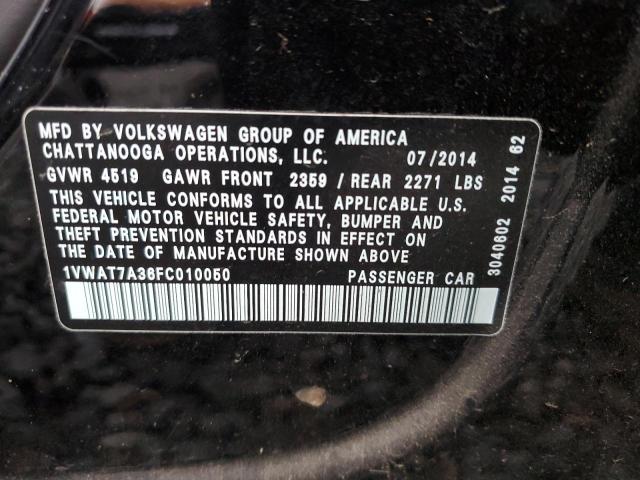 MFD BY VOLKSWAGEN GROUP OF AMERICA
CHATTANOOGA OPERATIONS, LLC. 07/2014
GVWR 4519 GAWR FRONT 2359 / REAR 2271 LBS
THIS VEHICLE CONFORMS TO ALL APPLICABLE U.S.
FEDERAL MOTOR VEHICLE SAFETY, BUMPER AND
THEFT PREVENTION STANDARDS IN EFFECT ON
THE DATE OF MANUFACTURE SHOWN ABOVE
1VWAT7A36FC010050 PASSENGER CAR
3040602 2014 62